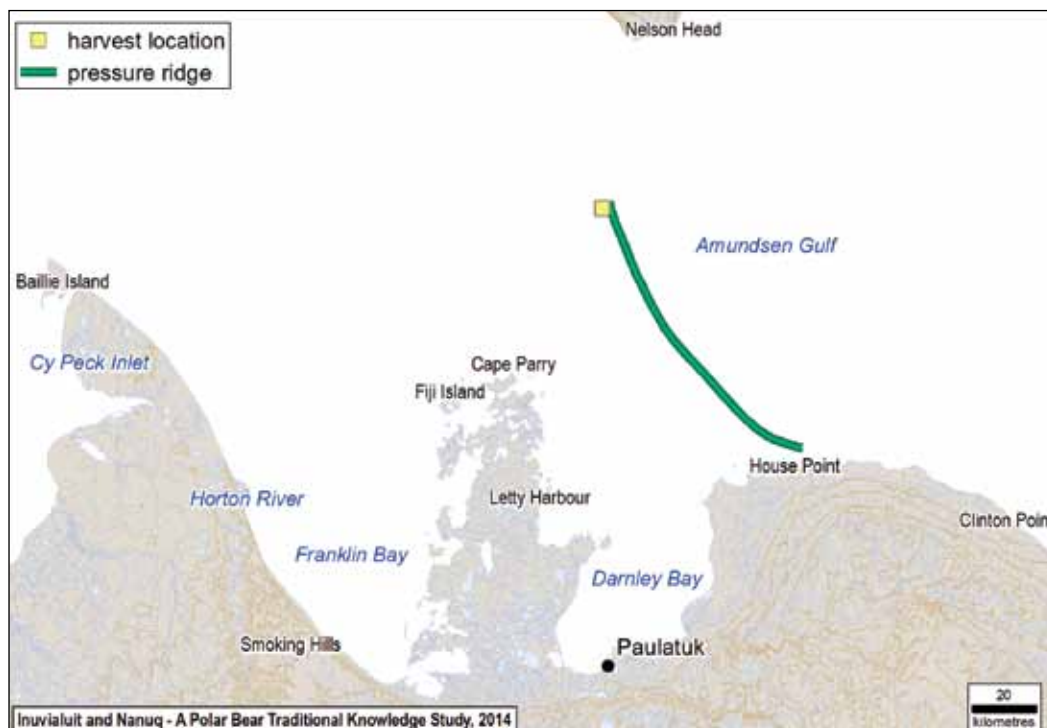 harvest location
pressure ridge
Nelson Head
Amundsen Gulf
Baillie Island
Cy Peck Inlet
Cape Parry
Fiji Island
House Point
Horton River
Letty Harbour
Clinton Poin
Franklin Bay
Darnley Bay
Smoking Hills
Paulatuk
20
kilometres
Inuvialuit and Nanuq - A Polar Bear Traditional Knowledge Study, 2014